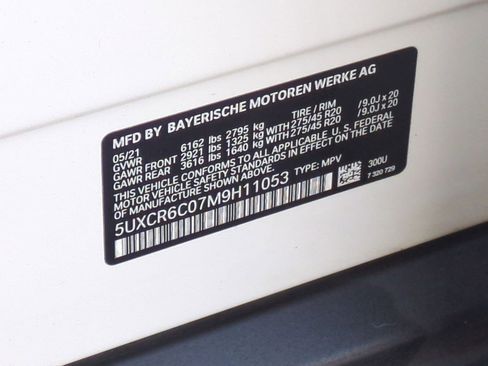 MFD BY BAYERISCHE MOTOREN WERKE AG
05/21 TIRE / RIM
GVWR 6162 lbs 2795 kg
GAWR FRONT 2921 lbs 1325 kg WITH 275/45 R20 /9.0J x 20
GAWR REAR 3616 lbs 1640 kg WITH 275/45 R20 /9.0J x 20
THIS VEHICLE CONFORMS TO ALL APPLICABLE U.S. FEDERAL
MOTOR VEHICLE SAFETY STANDARDS IN EFFECT ON THE DATE
OF MANUFACTURE SHOWN ABOVE.
5UXCR6C07M9H11053 TYPE: MPV 300U
7 320 729